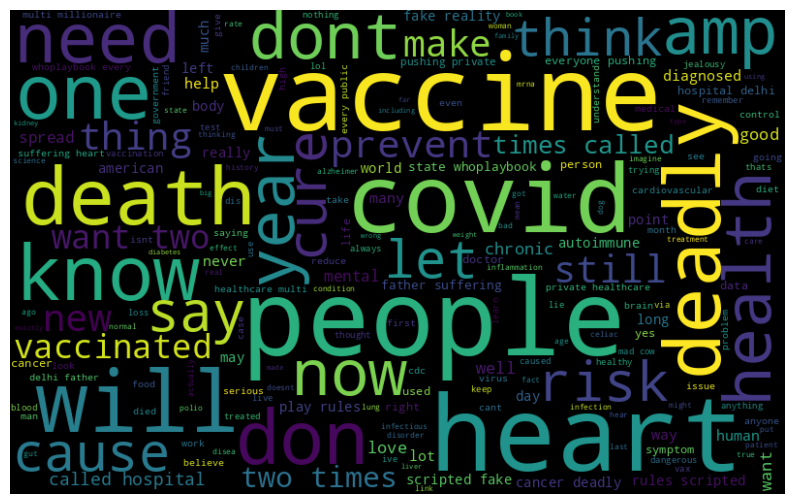 multi millionaire
need
dont
fake reality
make
think
amp
much
whoplaybook every
left
nothing
rate
woman
book
give
family
everyone pushing
jealousy
using
pushing private
diagnosed
hospital delhi
remember
one
vaccine
help
body
government
friend
children
lol
high
every public
mrna
even
far
including
understand
medical
control
good
spread
thing
test
thinking
state
prevent
times called
deadly
kidney
suffering heart
vaccination
really
year
cure
must
history
science
american
world
state whoplaybook
person
imagine
trying
see
going
thats
death
alzheimer
take
many
covid
cardiovascular
diet
health
want two
big
dis
life
got
water
dog
bad
mean
point
month
isnt
saying
never
effect
use
reduce
always
wrong
weight
let
chronic
autoimmune
treatment
care
know
diabetes
real
mental
doctor
inflammation
still
data
healthcare multi
condition
father suffering
private healthcare
ago
loss
new
say
case
people
lie
brain
via
normal
may
thought
first
learn
age
celiac
long
yes
problem
vaccinated
look
actually
now
cdc
used
well
virus
caused
healthy
fact
mad cow
cancer
delhi father
serious
doesnt
made
keep
day
risk
issue
will
food
live
blood
man
died
polio
treated
lung
play rules
right
cant
infection
might
anything
infectious
disorder
hear
anyone
put
cause
gut
work
believe
disea
don
love
ive
liver
lot
link
heart
last
dangerous
vax
way
symptom
human
patient
true
want
called hospital
two times
scripted fake
cancer deadly
rules scripted